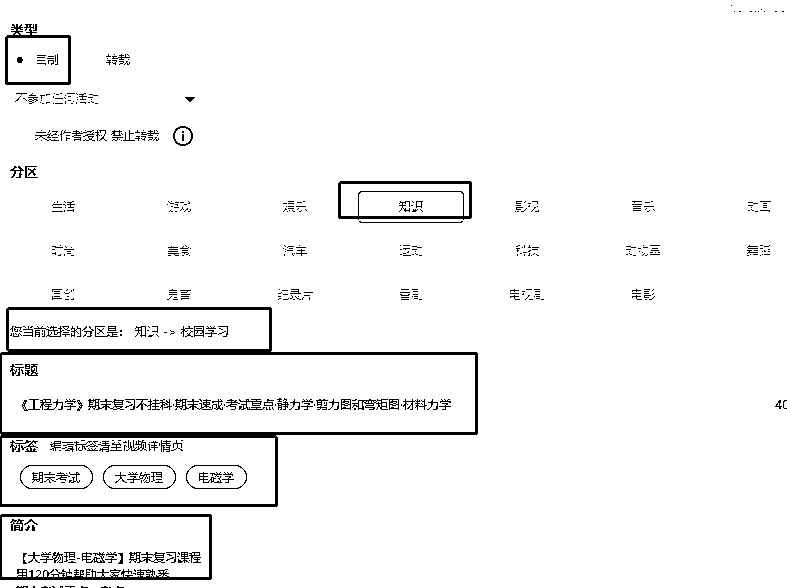 类型
自制 转载
不参加任何活动
未经作者授权 禁止转载
分区
生活 游戏 娱乐 知识 影视 音乐 动画
时尚 美食 汽车 运动 科技 动物圈 舞蹈
国创 鬼畜 纪录片 番剧 电视剧 电影
您当前选择的分区是: 知识 -> 校园学习
标题
《工程力学》期末复习不挂科·期末速成·考试重点·静力学·剪力图和弯矩图·材料力学 40
标签 编辑标签请至视频详情页
期末考试 大学物理 电磁学
简介
【大学物理-电磁学】期末复习课程
用120分钟帮助大家快速熟悉